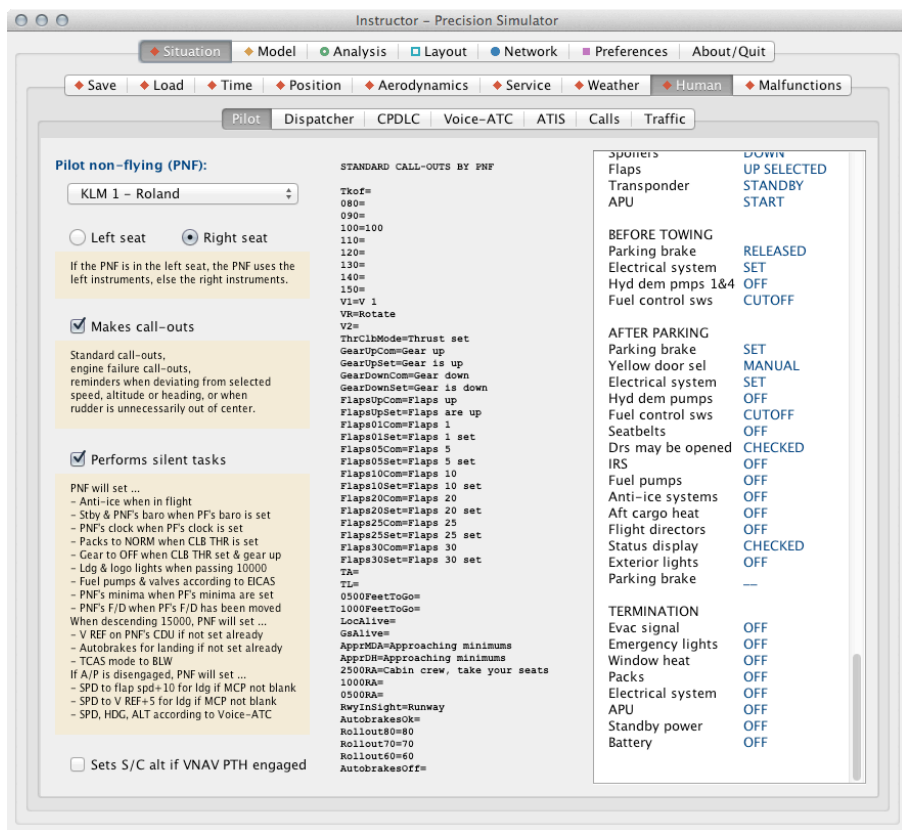 Instructor – Precision Simulator
Situation Model Analysis Layout Network Preferences About/Quit
Save Load Time Position Aerodynamics Service Weather Human Malfunctions
Pilot Dispatcher CPDLC Voice-ATC ATIS Calls Traffic
Pilot non-flying (PNF):
KLM 1 – Roland
Left seat Right seat
If the PNF is in the left seat, the PNF uses the
left instruments, else the right instruments.
Makes call-outs
Standard call-outs,
engine failure call-outs,
reminders when deviating from selected
speed, altitude or heading, or when
rudder is unnecessarily out of center.
Performs silent tasks
PNF will set ...
– Anti-ice when in flight
– Stby & PNF's baro when PF's baro is set
– PNF's clock when PF's clock is set
– Packs to NORM when CLB THR is set
– Gear to OFF when CLB THR set & gear up
– Ldg & logo lights when passing 10000
– Fuel pumps & valves according to EICAS
– PNF's minima when PF's minima are set
– PNF's F/D when PF's F/D has been moved
When descending 15000, PNF will set ...
– V REF on PNF's CDU if not set already
– Autobrakes for landing if not set already
– TCAS mode to BLW
If A/P is disengaged, PNF will set ...
– SPD to flap spd+10 for ldg if MCP not blank
– SPD to V REF+5 for ldg if MCP not blank
– SPD, HDG, ALT according to Voice-ATC
Sets S/C alt if VNAV PTH engaged
STANDARD CALL-OUTS BY PNF
Tkof=
080=
090=
100=100
110=
120=
130=
140=
150=
V1=V 1
VR=Rotate
V2=
ThrClbMode=Thrust set
GearUpCom=Gear up
GearUpSet=Gear is up
GearDownCom=Gear down
GearDownSet=Gear is down
FlapsUpCom=Flaps up
FlapsUpSet=Flaps are up
Flaps01Com=Flaps 1
Flaps01Set=Flaps 1 set
Flaps05Com=Flaps 5
Flaps05Set=Flaps 5 set
Flaps10Com=Flaps 10
Flaps10Set=Flaps 10 set
Flaps20Com=Flaps 20
Flaps20Set=Flaps 20 set
Flaps25Com=Flaps 25
Flaps25Set=Flaps 25 set
Flaps30Com=Flaps 30
Flaps30Set=Flaps 30 set
TA=
TL=
0500FeetToGo=
1000FeetToGo=
LocAlive=
GsAlive=
ApprMDA=Approaching minimums
ApprDH=Approaching minimums
2500RA=Cabin crew, take your seats
1000RA=
0500RA=
RwyInSight=Runway
AutobrakesOk=
Rollout80=80
Rollout70=70
Rollout60=60
AutobrakesOff=
Spoilers DOWN
Flaps UP SELECTED
Transponder STANDBY
APU START
BEFORE TOWING
Parking brake RELEASED
Electrical system SET
Hyd dem pmps 1&4 OFF
Fuel control sws CUTOFF
AFTER PARKING
Parking brake SET
Yellow door sel MANUAL
Electrical system SET
Hyd dem pumps OFF
Fuel control sws CUTOFF
Seatbelts OFF
Drs may be opened CHECKED
IRS OFF
Fuel pumps OFF
Anti-ice systems OFF
Aft cargo heat OFF
Flight directors OFF
Status display CHECKED
Exterior lights OFF
Parking brake __
TERMINATION
Evac signal OFF
Emergency lights OFF
Window heat OFF
Packs OFF
Electrical system OFF
APU OFF
Standby power OFF
Battery OFF